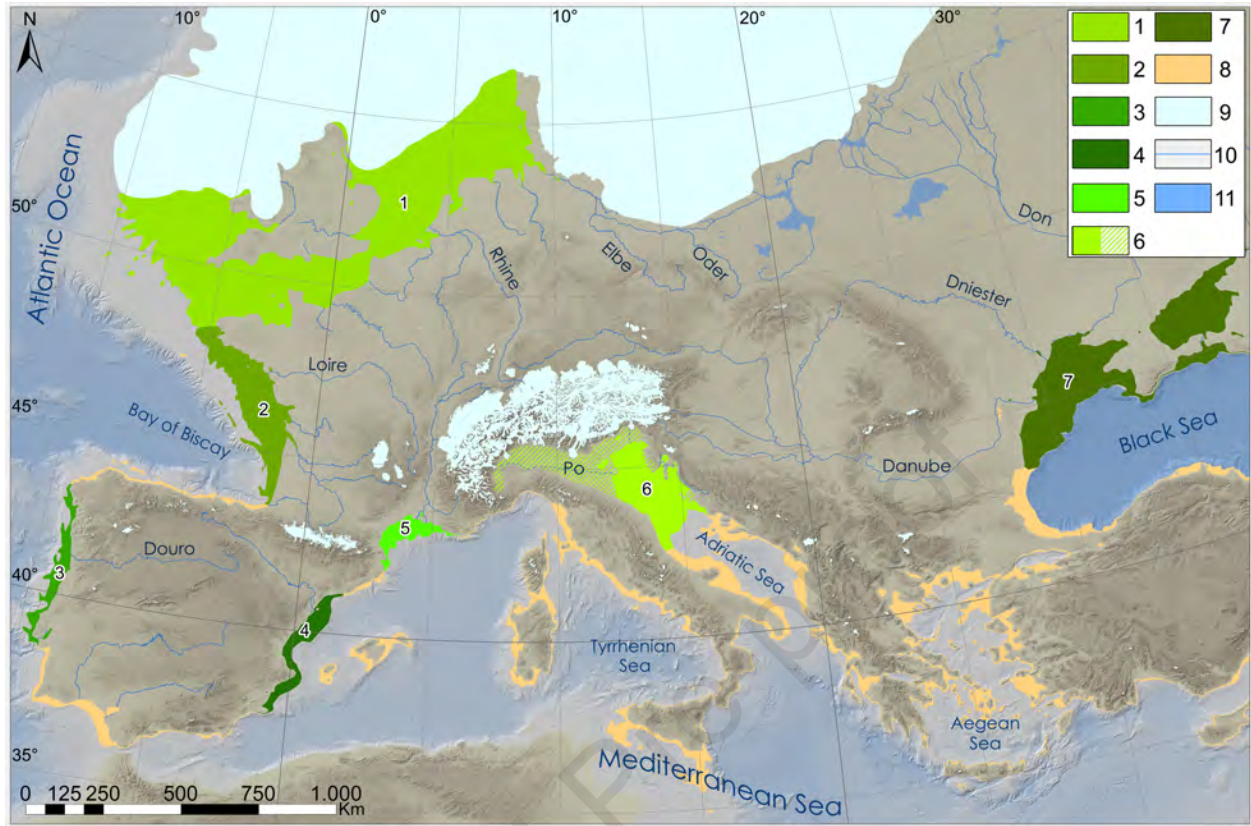 N
10°
0°
10°
20°
30°
1
7
2
8
3
9
4
10
5
11
6
50°
45°
40°
35°
Atlantic Ocean
1
Rhine
Elbe
Oder
Don
Dniester
Loire
2
7
Bay of Biscay
Black Sea
Po
Danube
6
5
Douro
3
Adriatic Sea
4
Tyrrhenian
Sea
Aegean
Sea
Mediterranean Sea
0 125 250 500 750 1.000
Km